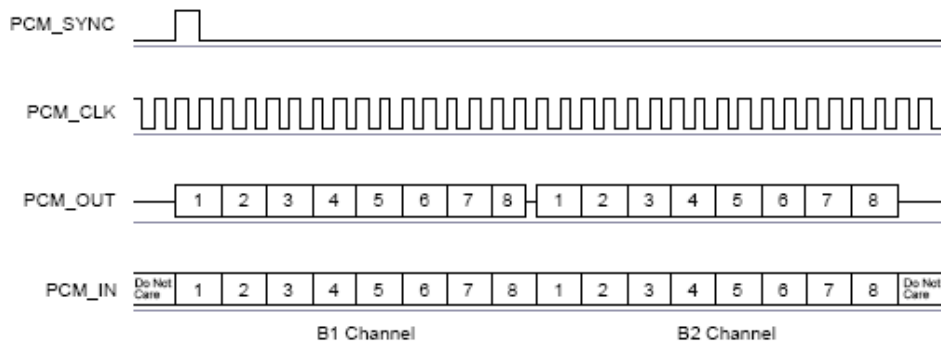 PCM_SYNC
PCM_CLK
PCM_OUT 1 2 3 4 5 6 7 8 1 2 3 4 5 6 7 8
PCM_IN Do Not Care 1 2 3 4 5 6 7 8 1 2 3 4 5 6 7 8 Do Not Care
B1 Channel B2 Channel